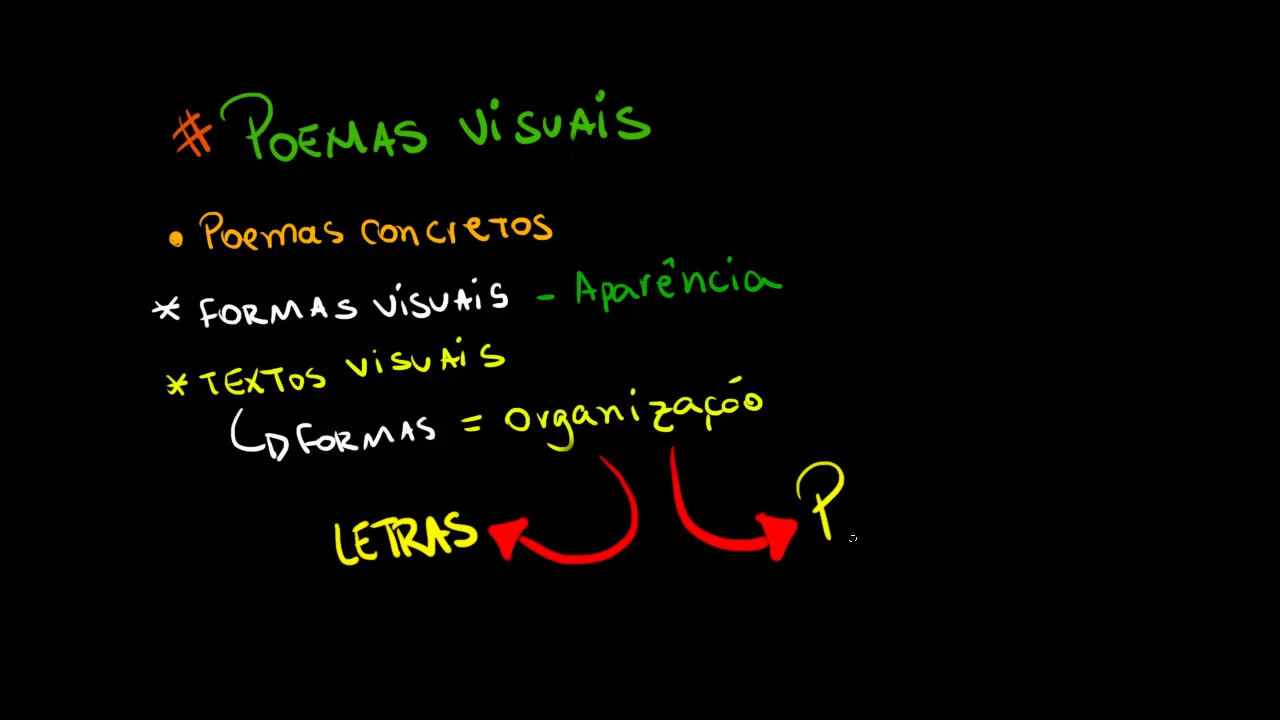 # POEMAS VISUAIS
• Poemas concretos
* FORMAS VISUAIS - Aparência
* TEXTOS VISUAIS
FORMAS = organização
LETRAS
P